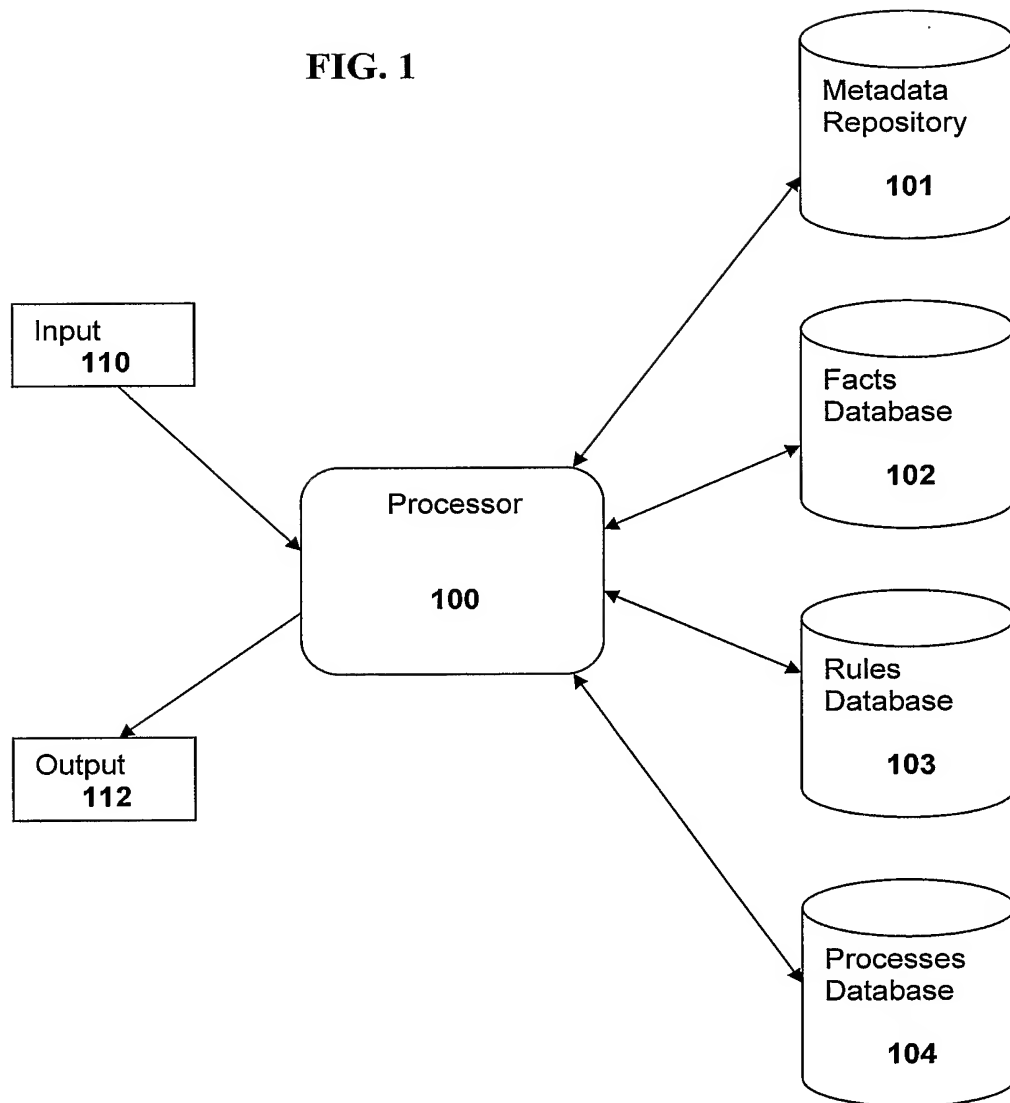 FIG. 1
Metadata
Repository
101
Input
110
Facts
Database
102
Processor
100
Rules
Database
103
Output
112
Processes
Database
104